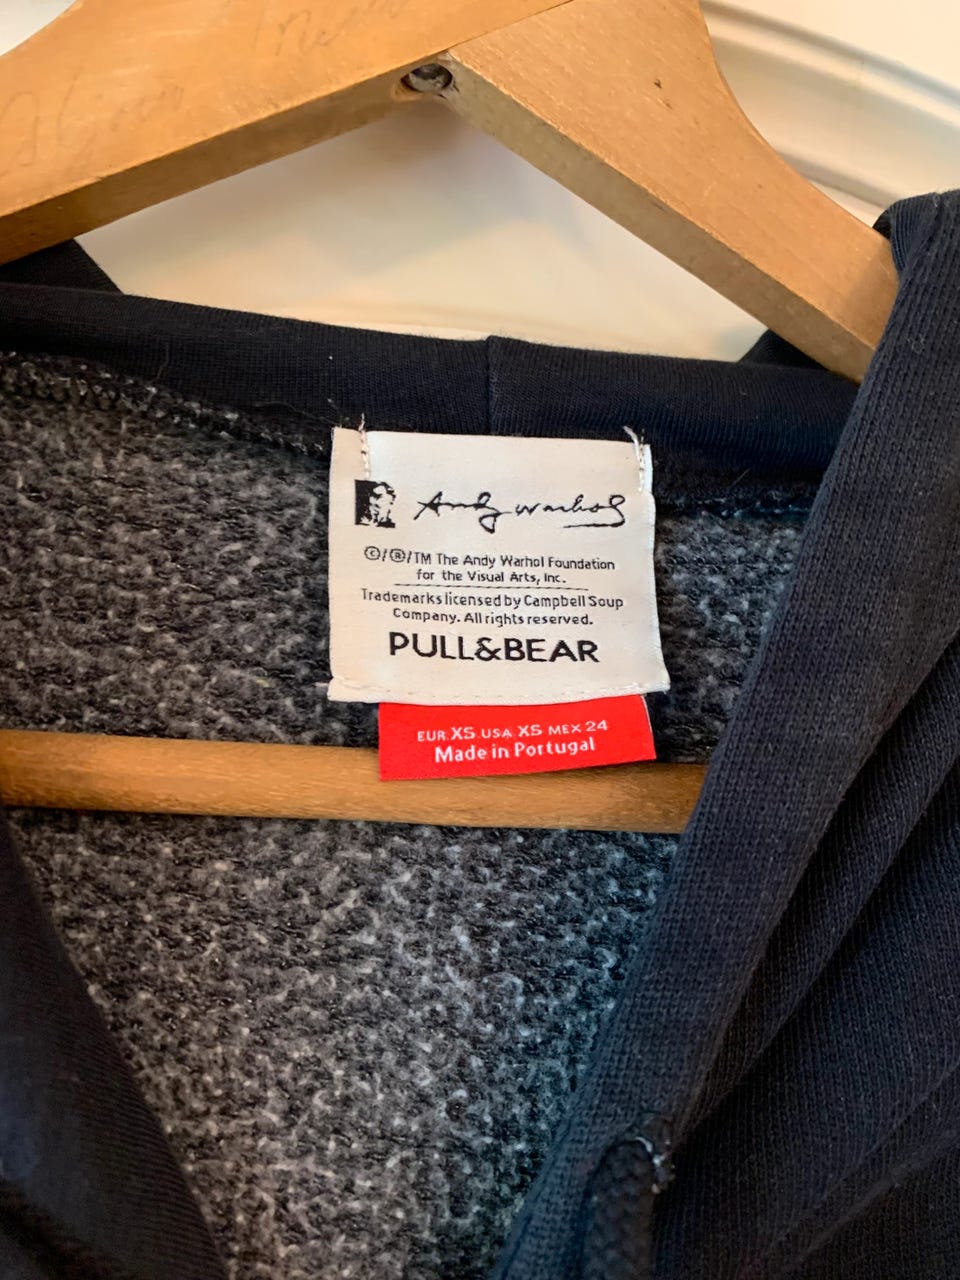 Andy Warhol
©/®/TM The Andy Warhol Foundation
for the Visual Arts, Inc.
Trademarks licensed by Campbell Soup
Company. All rights reserved.
PULL&BEAR
EUR XS USA XS MEX 24
Made in Portugal